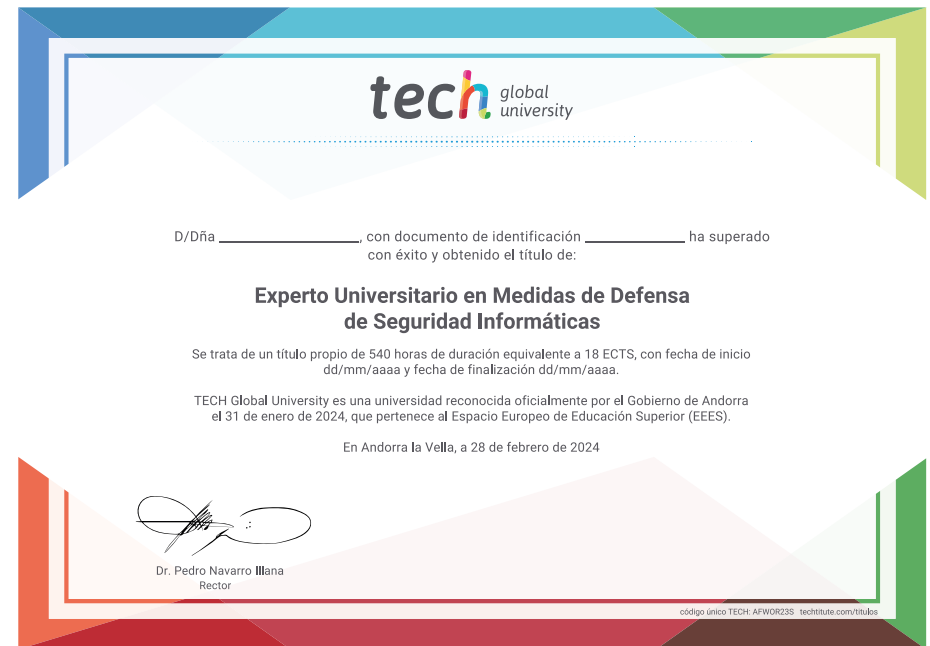 tech global university
D/Dña ____________________, con documento de identificación ______________ ha superado
con éxito y obtenido el título de:
Experto Universitario en Medidas de Defensa
de Seguridad Informáticas
Se trata de un título propio de 540 horas de duración equivalente a 18 ECTS, con fecha de inicio
dd/mm/aaaa y fecha de finalización dd/mm/aaaa.
TECH Global University es una universidad reconocida oficialmente por el Gobierno de Andorra
el 31 de enero de 2024, que pertenece al Espacio Europeo de Educación Superior (EEES).
En Andorra la Vella, a 28 de febrero de 2024
Dr. Pedro Navarro Illana
Rector
código único TECH: AFWOR23S techtitute.com/titulos